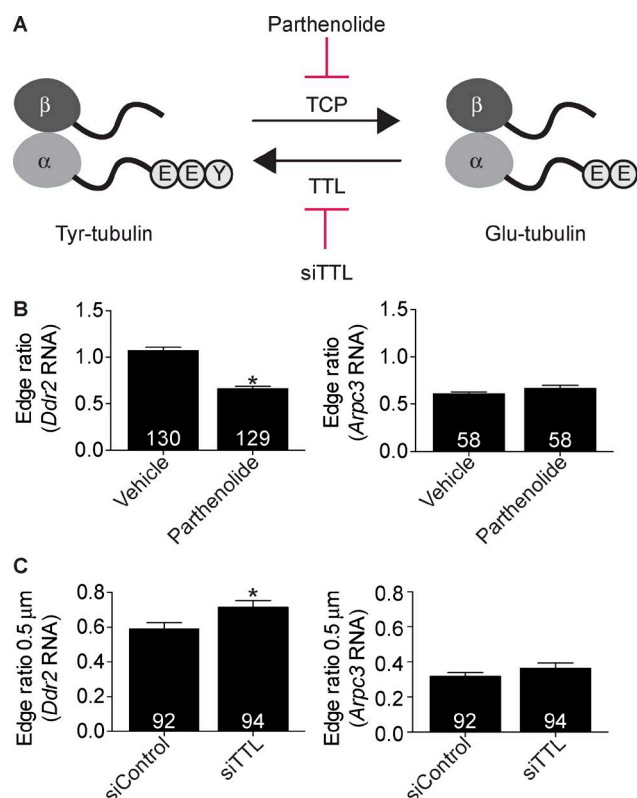 A
Parthenolide
β
TCP
β
α
E E Y
TTL
α
E E
Tyr-tubulin
Glu-tubulin
siTTL
B
Edge ratio
(Ddr2 RNA)
1.5
1.0
0.5
0.0
*
130
129
Vehicle
Parthenolide
Edge ratio
(Arpc3 RNA)
1.5
1.0
0.5
0.0
58
58
Vehicle
Parthenolide
C
Edge ratio 0.5 µm
(Ddr2 RNA)
0.8
0.6
0.4
0.2
0.0
*
92
94
siControl
siTTL
Edge ratio 0.5 µm
(Arpc3 RNA)
0.8
0.6
0.4
0.2
0.0
92
94
siControl
siTTL